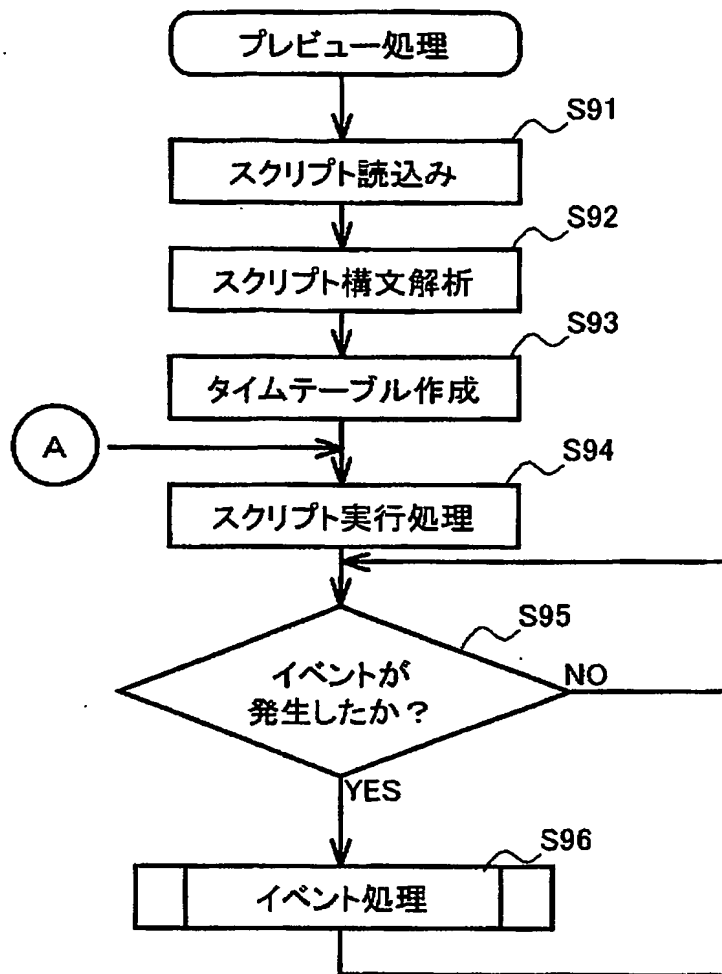 プレビュー処理
S91
スクリプト読込み
S92
スクリプト構文解析
S93
タイムテーブル作成
A
S94
スクリプト実行処理
S95
イベントが
発生したか？
NO
YES
S96
イベント処理